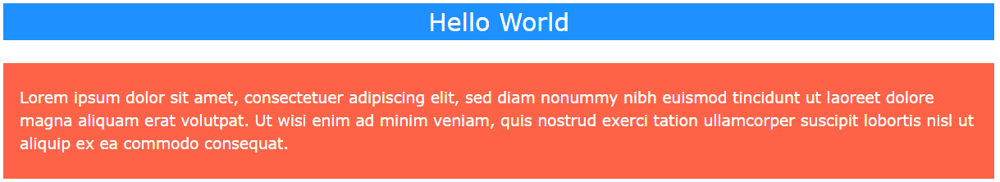 Hello World
Lorem ipsum dolor sit amet, consectetuer adipiscing elit, sed diam nonummy nibh euismod tincidunt ut laoreet dolore
magna aliquam erat volutpat. Ut wisi enim ad minim veniam, quis nostrud exerci tation ullamcorper suscipit lobortis nisl ut
aliquip ex ea commodo consequat.